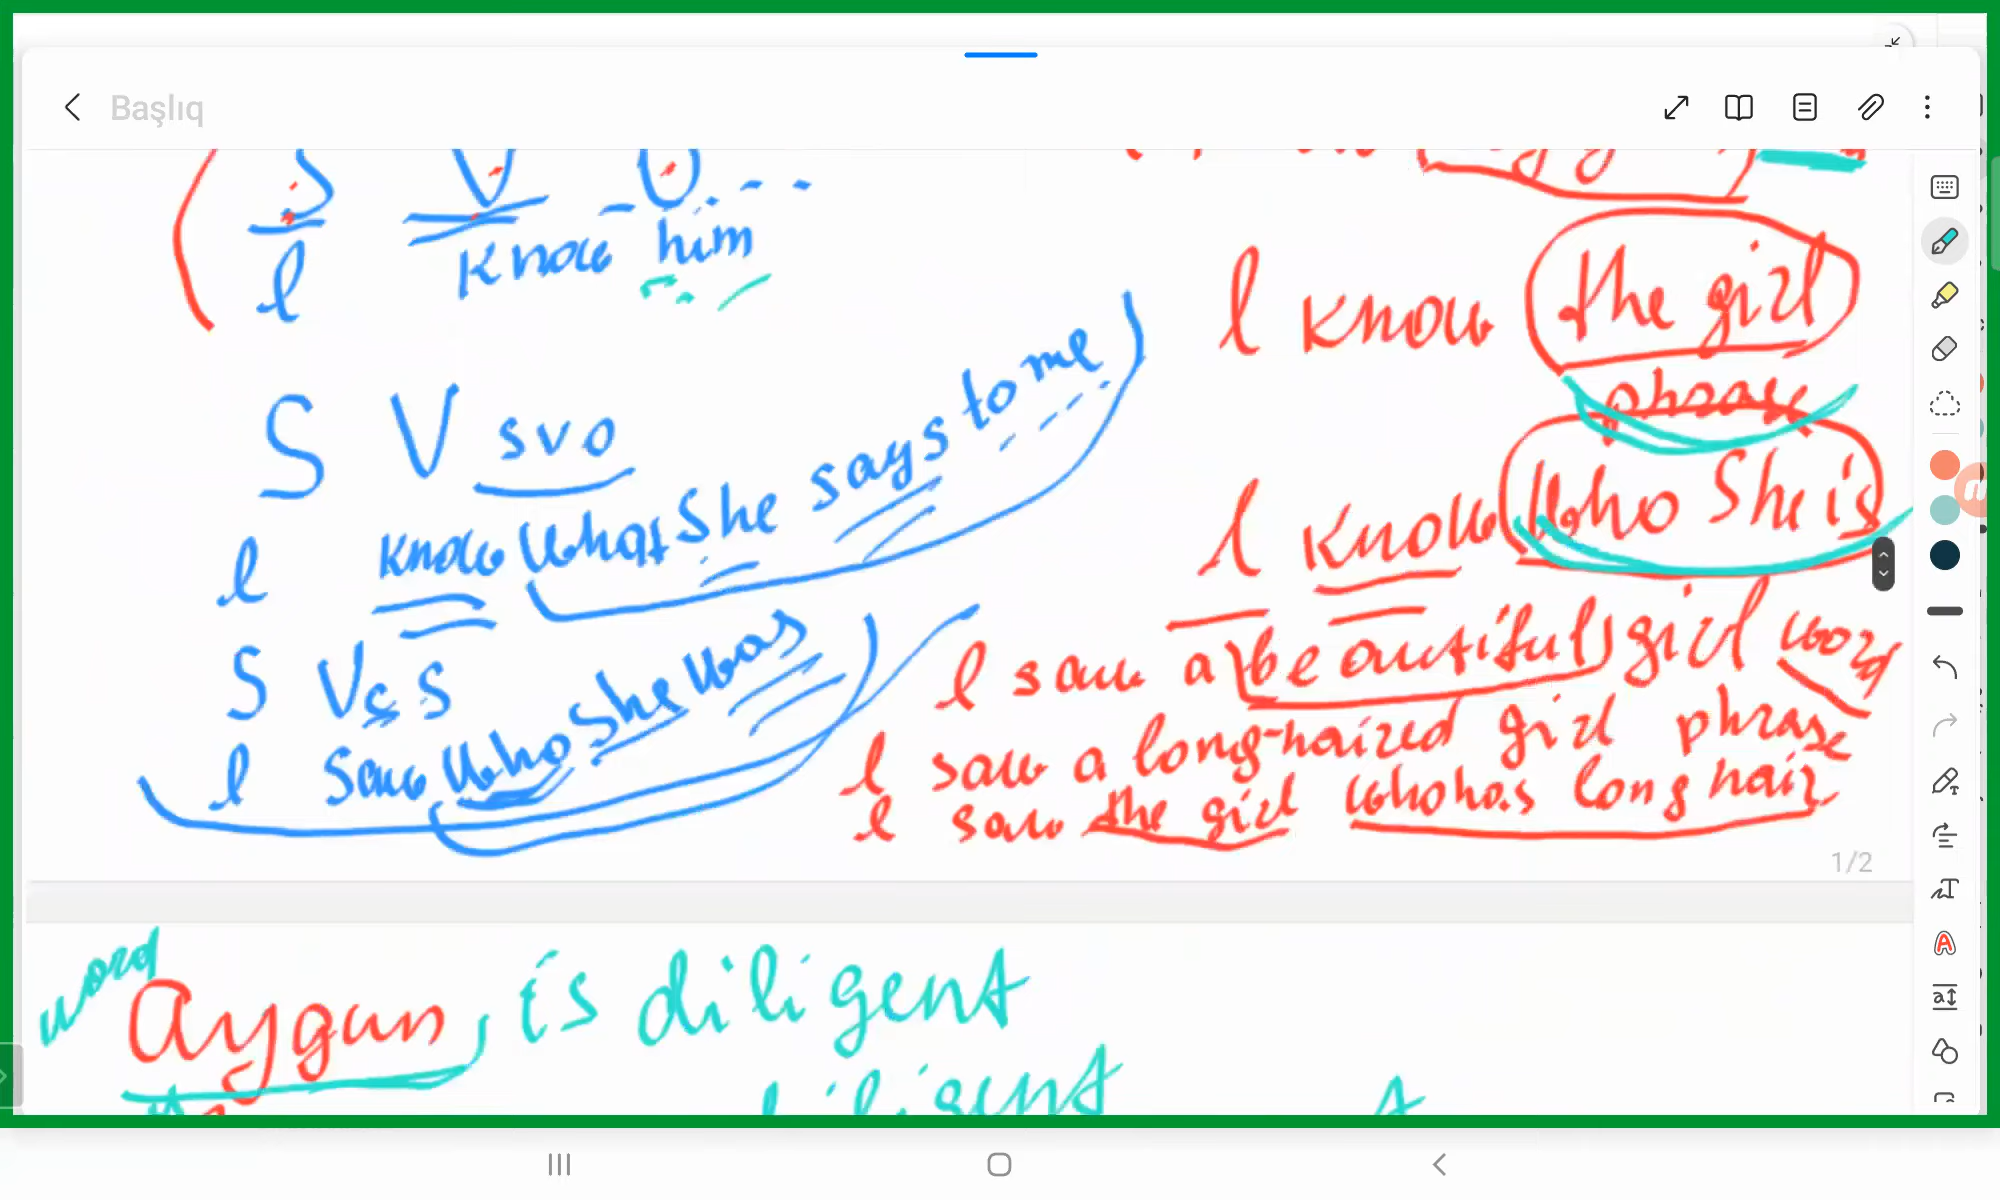 Başlıq
S V O
I know him
I know the girl
phrase
S V svo
I know what she says to me
I know who she is
S V s
I saw who she was
I saw a beautiful girl word
I saw a long-haired girl phrase
I saw the girl who has long hair
1/2
word
Aygun is diligent
diligent